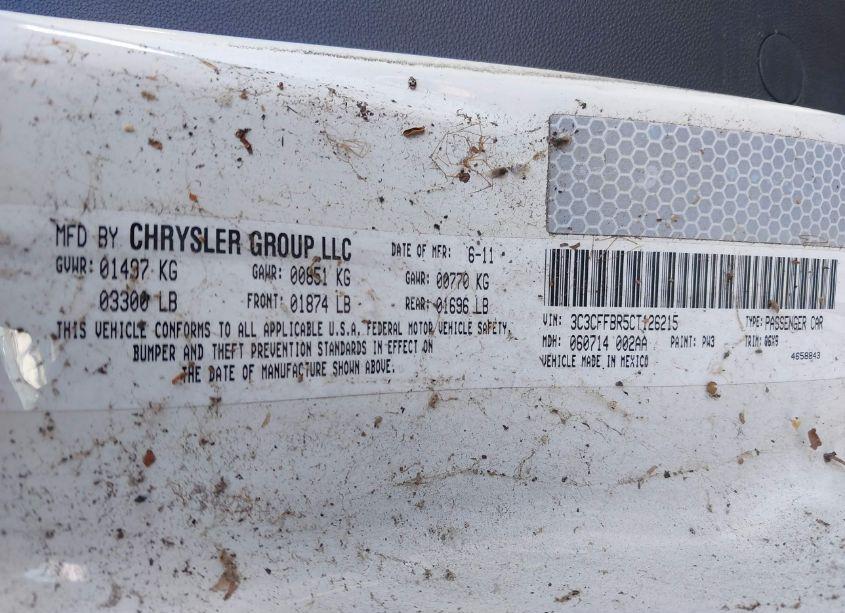 MFD BY CHRYSLER GROUP LLC DATE OF MFR: 6-11
GVWR: 01497 KG GAWR: 00851 KG GAWR: 00770 KG
03300 LB FRONT: 01874 LB REAR: 01696 LB
THIS VEHICLE CONFORMS TO ALL APPLICABLE U.S.A. FEDERAL MOTOR VEHICLE SAFETY,
BUMPER AND THEFT PREVENTION STANDARDS IN EFFECT ON
THE DATE OF MANUFACTURE SHOWN ABOVE.
VIN: 3C3CFFBR5CT126215 TYPE: PASSENGER CAR
MDH: 060714 002AA PAINT: PW3 TRIM:
VEHICLE MADE IN MEXICO 4658843